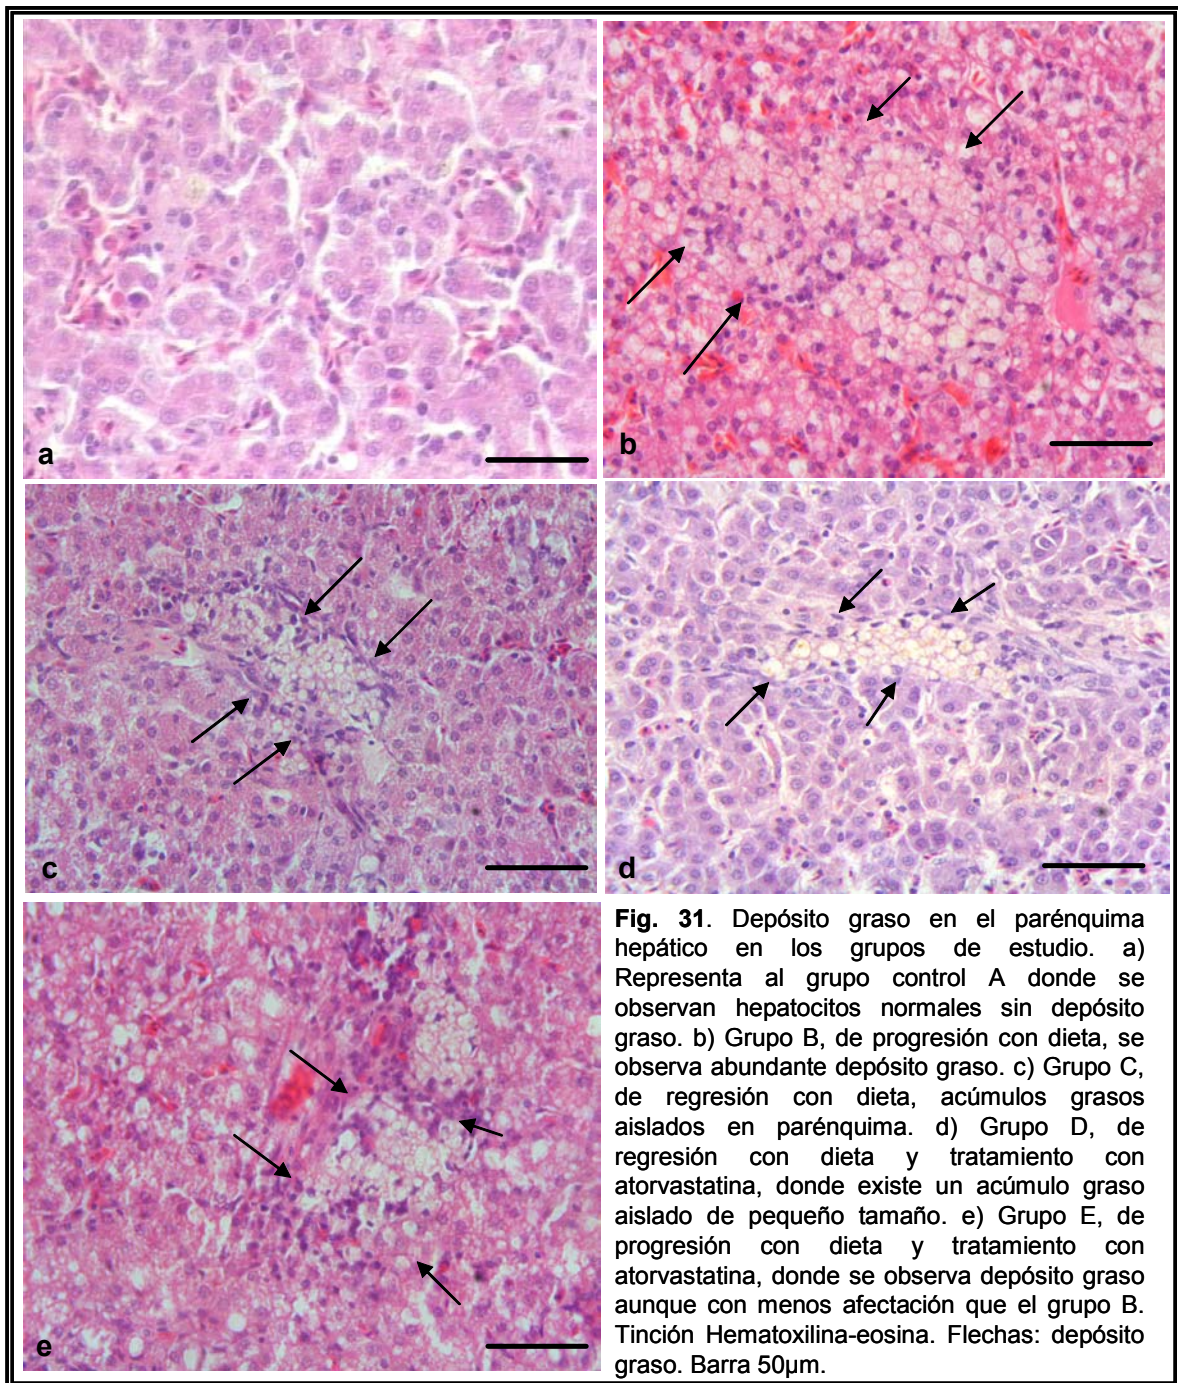 a
b
c
d
e
Fig. 31. Depósito graso en el parénquima
hepático en los grupos de estudio. a)
Representa al grupo control A donde se
observan hepatocitos normales sin depósito
graso. b) Grupo B, de progresión con dieta, se
observa abundante depósito graso. c) Grupo C,
de regresión con dieta, acúmulos grasos
aislados en parénquima. d) Grupo D, de
regresión con dieta y tratamiento con
atorvastatina, donde existe un acúmulo graso
aislado de pequeño tamaño. e) Grupo E, de
progresión con dieta y tratamiento con
atorvastatina, donde se observa depósito graso
aunque con menos afectación que el grupo B.
Tinción Hematoxilina-eosina. Flechas: depósito
graso. Barra 50µm.